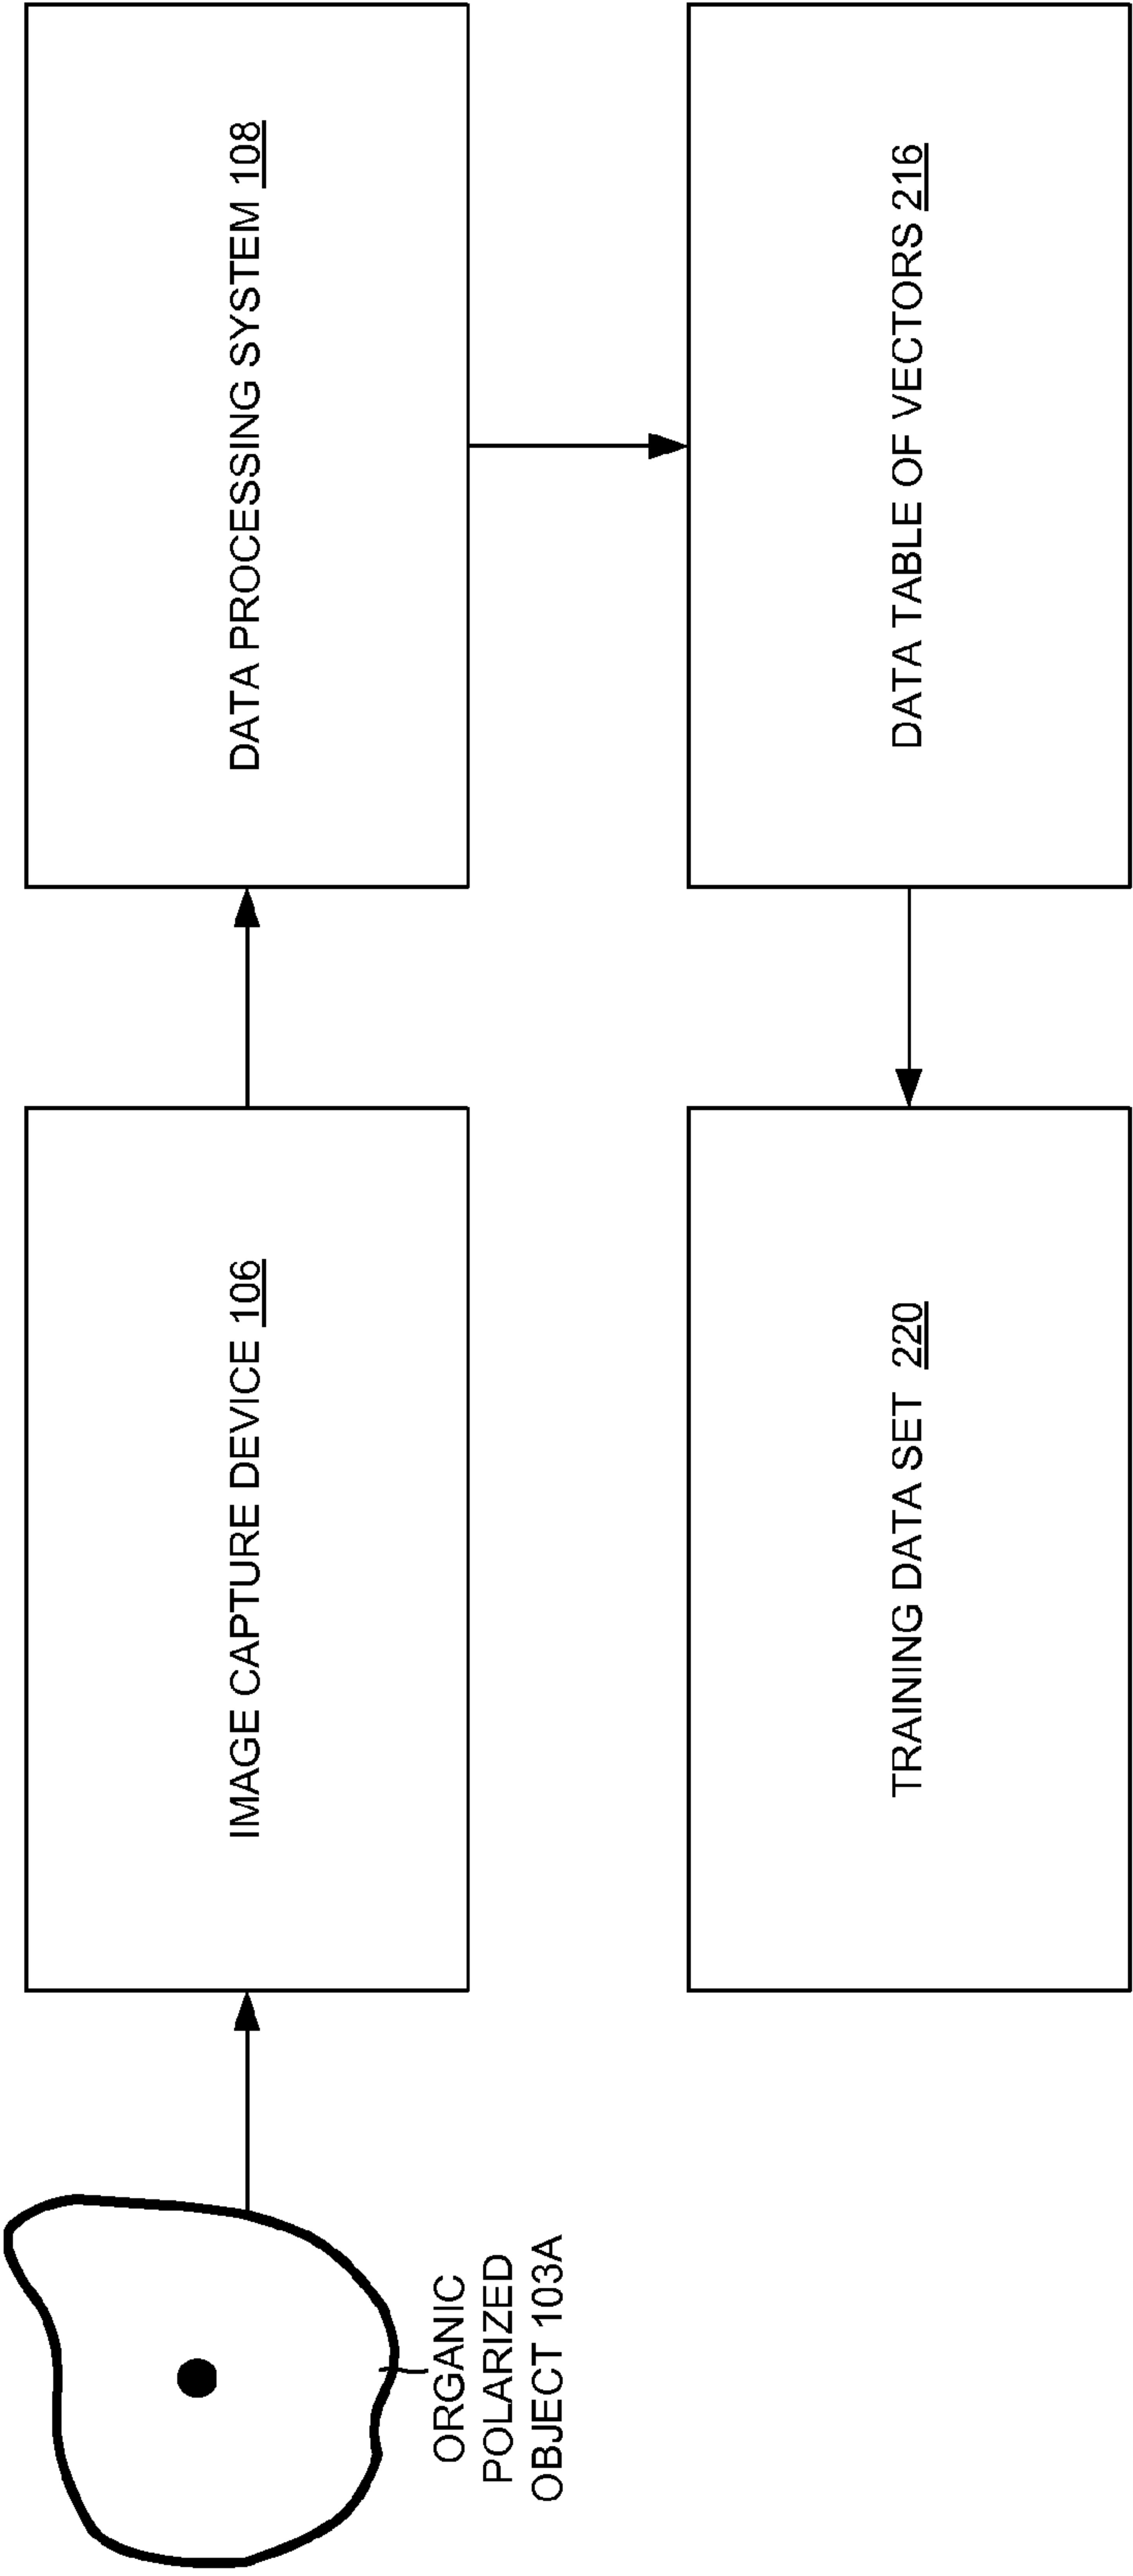 ORGANIC
POLARIZED
OBJECT 103A
IMAGE CAPTURE DEVICE 106
DATA PROCESSING SYSTEM 108
TRAINING DATA SET 220
DATA TABLE OF VECTORS 216